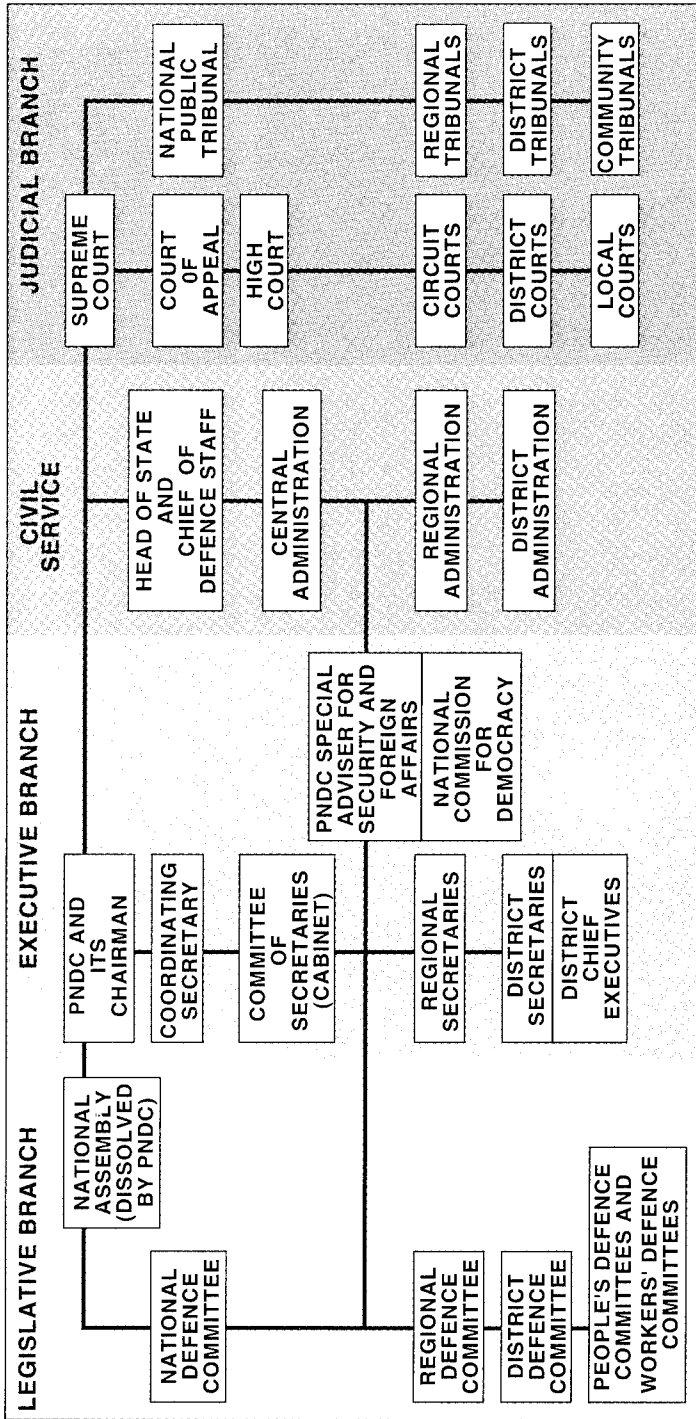 LEGISLATIVE BRANCH
NATIONAL
ASSEMBLY
(DISSOLVED
BY PNDC)
NATIONAL
DEFENCE
COMMITTEE
REGIONAL
DEFENCE
COMMITTEE
DISTRICT
DEFENCE
COMMITTEE
PEOPLE'S DEFENCE
COMMITTEES AND
WORKERS' DEFENCE
COMMITTEES
EXECUTIVE BRANCH
PNDC AND
ITS
CHAIRMAN
COORDINATING
SECRETARY
COMMITTEE
OF
SECRETARIES
(CABINET)
PNDC SPECIAL
ADVISER FOR
SECURITY AND
FOREIGN
AFFAIRS
NATIONAL
COMMISSION
FOR
DEMOCRACY
REGIONAL
SECRETARIES
DISTRICT
SECRETARIES
DISTRICT
CHIEF
EXECUTIVES
CIVIL
SERVICE
HEAD OF STATE
AND
CHIEF OF
DEFENCE STAFF
CENTRAL
ADMINISTRATION
REGIONAL
ADMINISTRATION
DISTRICT
ADMINISTRATION
JUDICIAL BRANCH
SUPREME
COURT
COURT
OF
APPEAL
HIGH
COURT
CIRCUIT
COURTS
DISTRICT
COURTS
LOCAL
COURTS
NATIONAL
PUBLIC
TRIBUNAL
REGIONAL
TRIBUNALS
DISTRICT
TRIBUNALS
COMMUNITY
TRIBUNALS